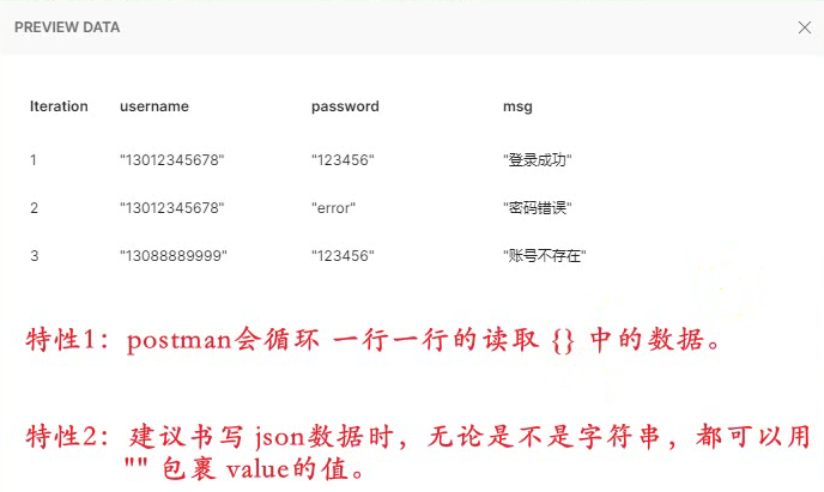 PREVIEW DATA
Iteration username password msg
1 "13012345678" "123456" "登录成功"
2 "13012345678" "error" "密码错误"
3 "13088889999" "123456" "账号不存在"
特性1：postman会循环 一行一行的读取 {} 中的数据。
特性2：建议书写 json数据时，无论是不是字符串，都可以用
"" 包裹 value的值。